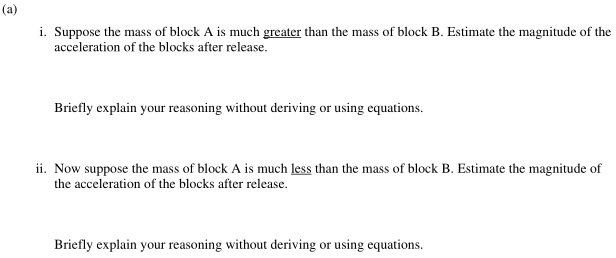 (a)
i. Suppose the mass of block A is much greater than the mass of block B. Estimate the magnitude of the
acceleration of the blocks after release.
Briefly explain your reasoning without deriving or using equations.
ii. Now suppose the mass of block A is much less than the mass of block B. Estimate the magnitude of
the acceleration of the blocks after release.
Briefly explain your reasoning without deriving or using equations.